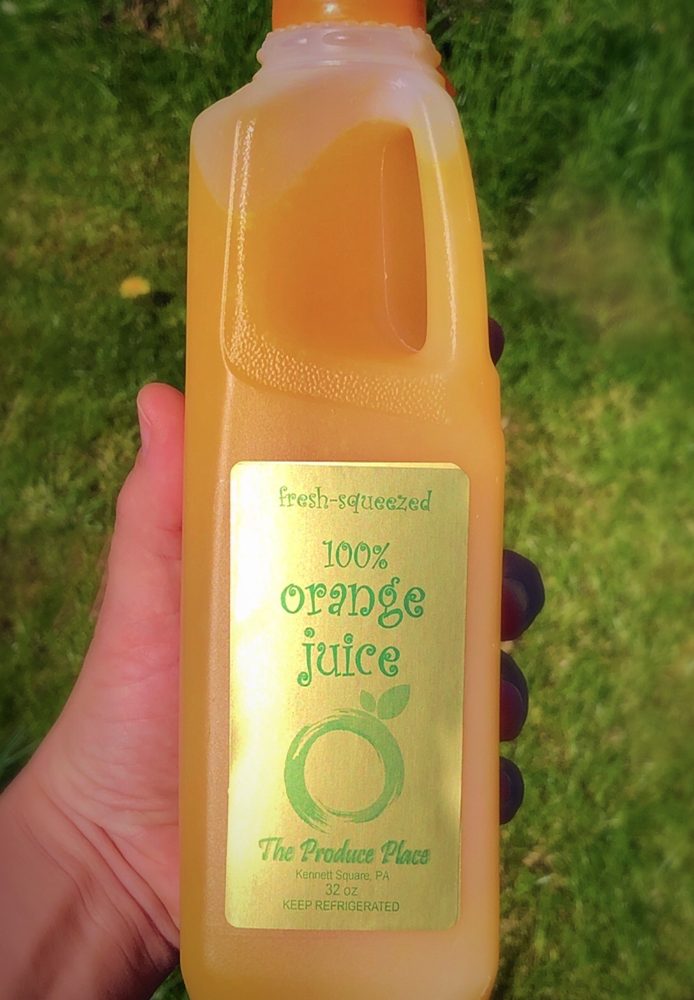 fresh-squeezed
100%
orange
juice
The Produce Place
Kennett Square, PA
32 oz
KEEP REFRIGERATED